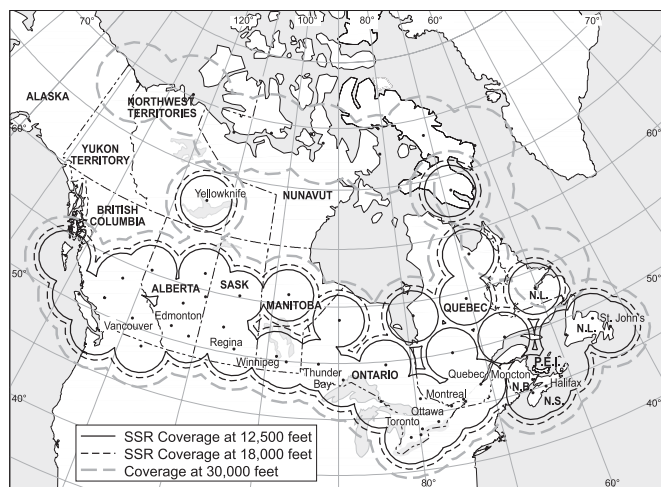 70°
120°
100°
80°
60°
70°
ALASKA
NORTHWEST
TERRITORIES
60°
60°
YUKON
TERRITORY
Yellowknife
NUNAVUT
BRITISH
COLUMBIA
50°
ALBERTA
SASK
MANITOBA
QUEBEC
N.L.
50°
Edmonton
Vancouver
N.L.
St. John's
Regina
Winnipeg
Thunder
Bay
ONTARIO
Quebec
Moncton
P.E.I.
N.B.
Halifax
N.S.
40°
Montreal
Ottawa
Toronto
40°
SSR Coverage at 12,500 feet
SSR Coverage at 18,000 feet
Coverage at 30,000 feet
80°
60°